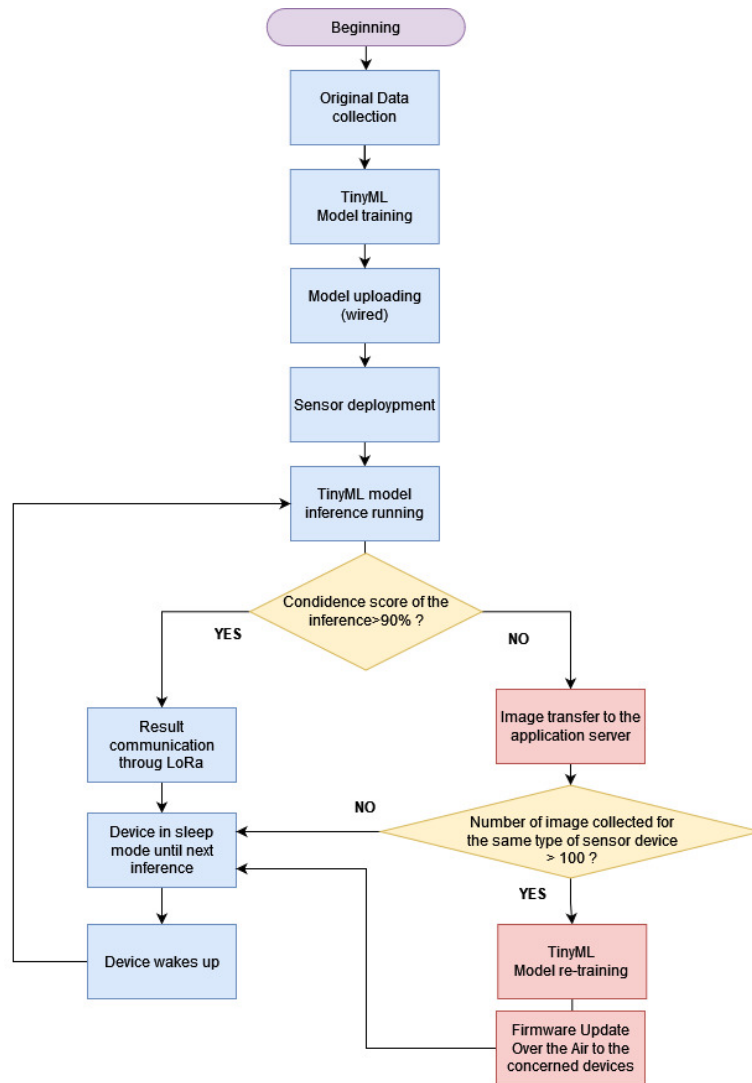 Beginning
Original Data
collection
TinyML
Model training
Model uploading
(wired)
Sensor deploypment
TinyML model
inference running
Condidence score of the
inference>90% ?
YES
NO
Result
communication
throug LoRa
Image transfer to the
application server
Device in sleep
mode until next
inference
NO
Number of image collected for
the same type of sensor device
> 100 ?
YES
Device wakes up
TinyML
Model re-training
Firmware Update
Over the Air to the
concerned devices